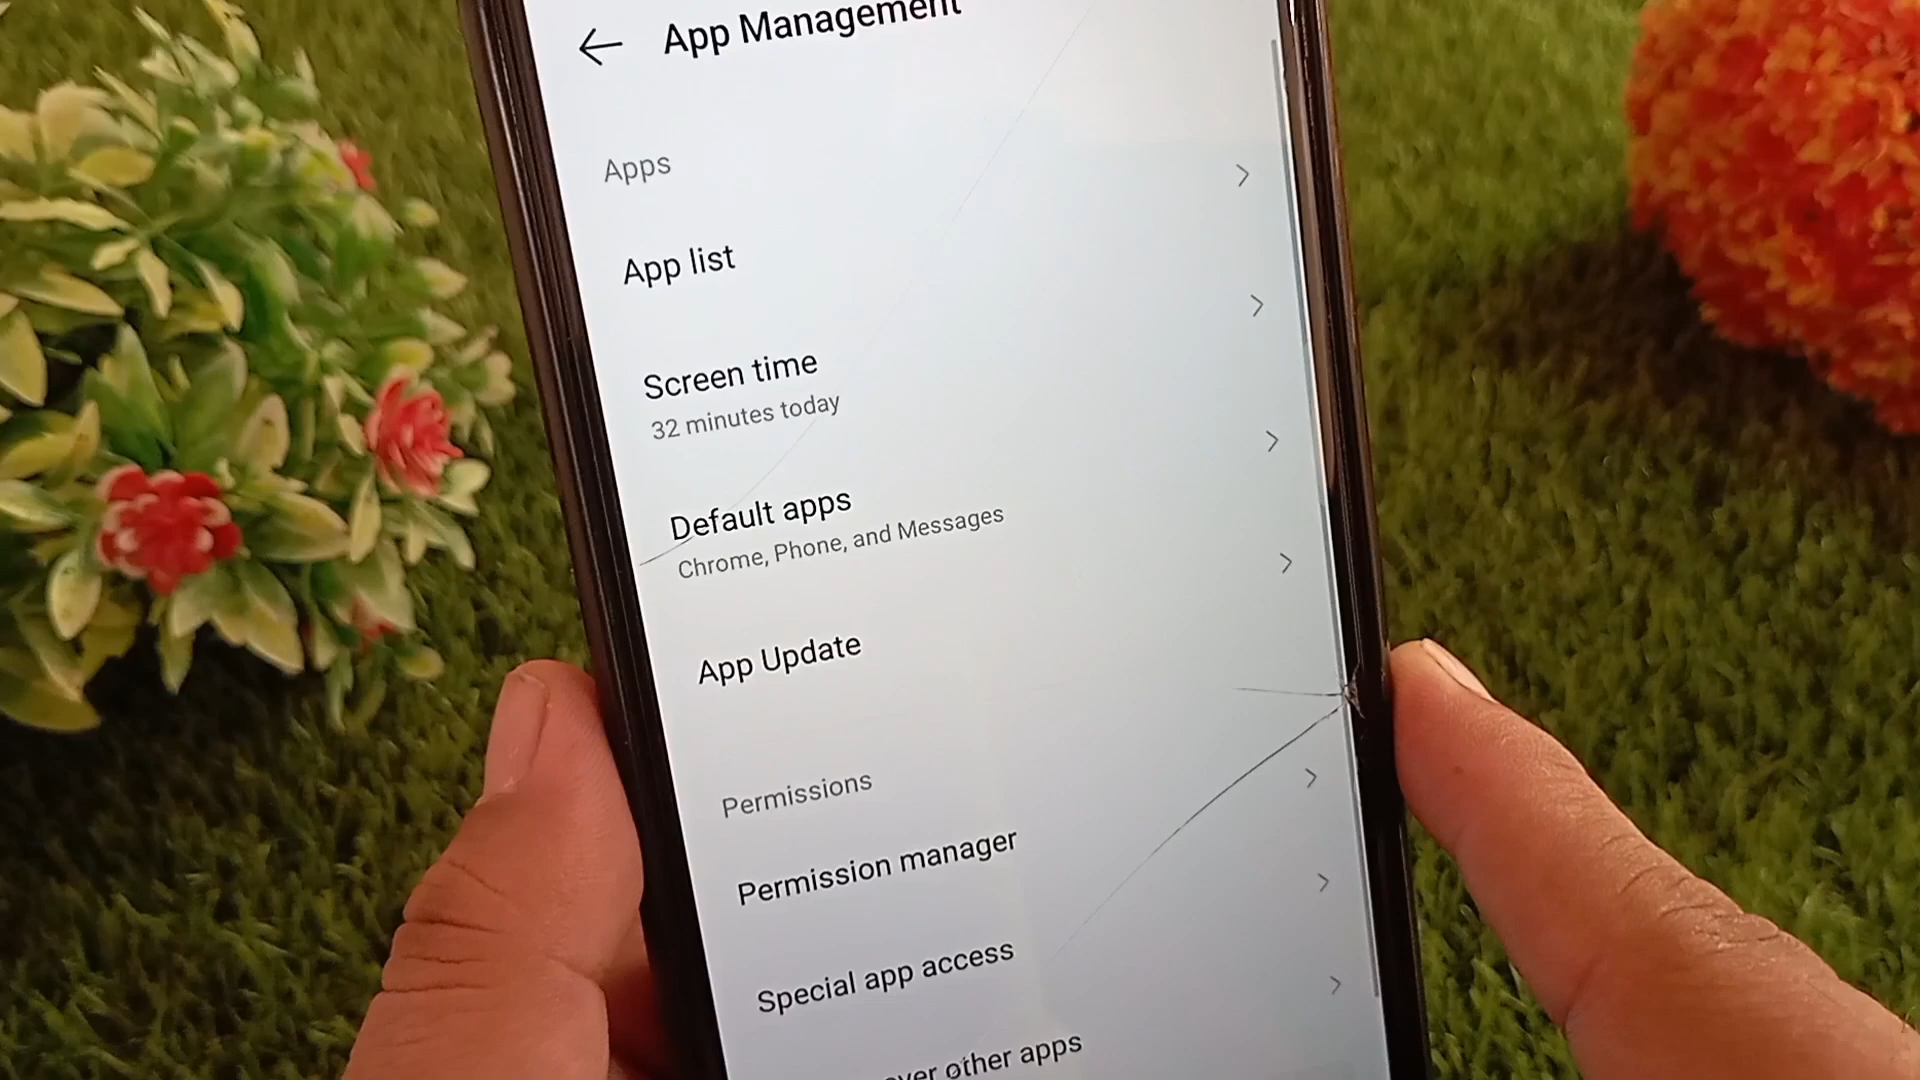 App Management
Apps
App list
Screen time
32 minutes today
Default apps
Chrome, Phone, and Messages
App Update
Permissions
Permission manager
Special app access
over other apps